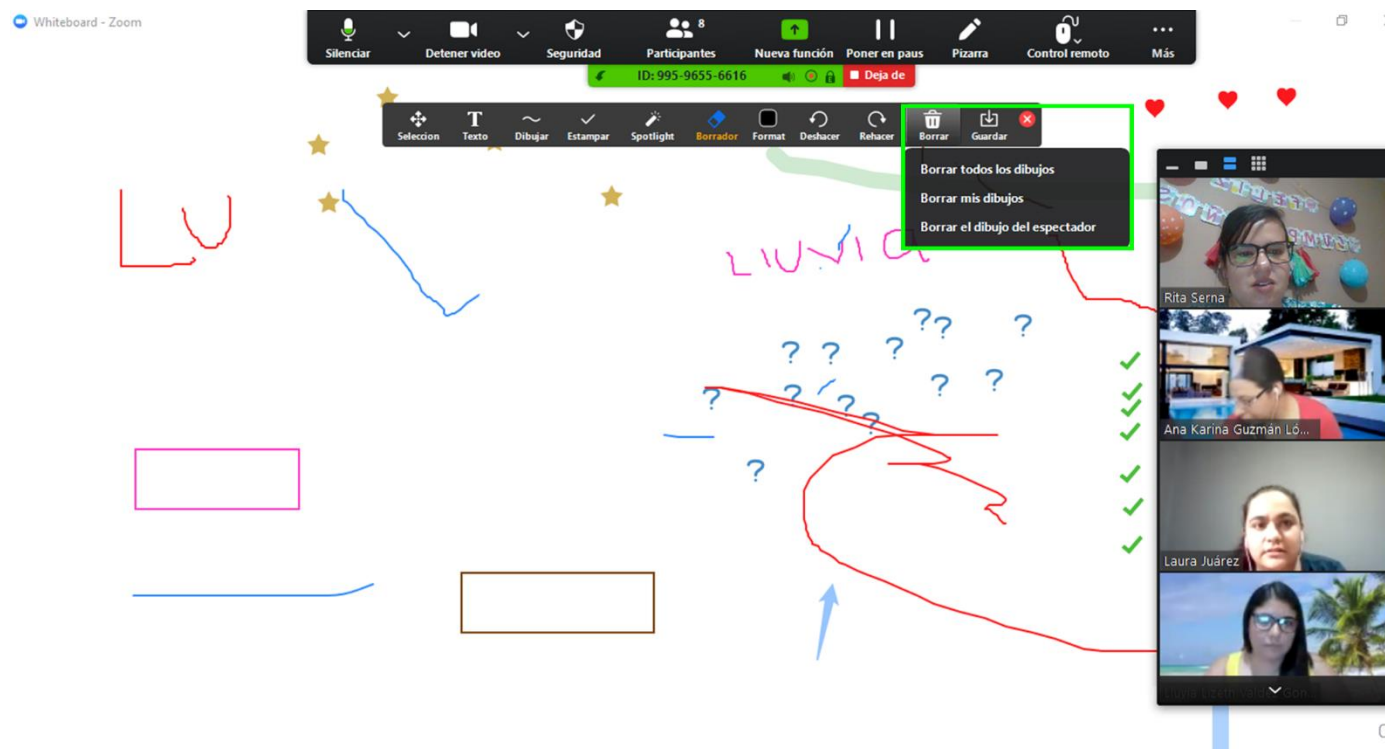 Whiteboard - Zoom
8
Silenciar Detener video Seguridad Participantes Nueva función Poner en paus Pizarra Control remoto Más
ID: 995-9655-6616 Deja de
Seleccion Texto Dibujar Estampar Spotlight Borrador Format Deshacer Rehacer Borrar Guardar
Borrar todos los dibujos
Borrar mis dibujos
Borrar el dibujo del espectador
LU
LIUVIA
? ? ?
? ? ?
? ? ? ? ?
?
?
Rita Serna
Ana Karina Guzmán Ló...
Laura Juárez